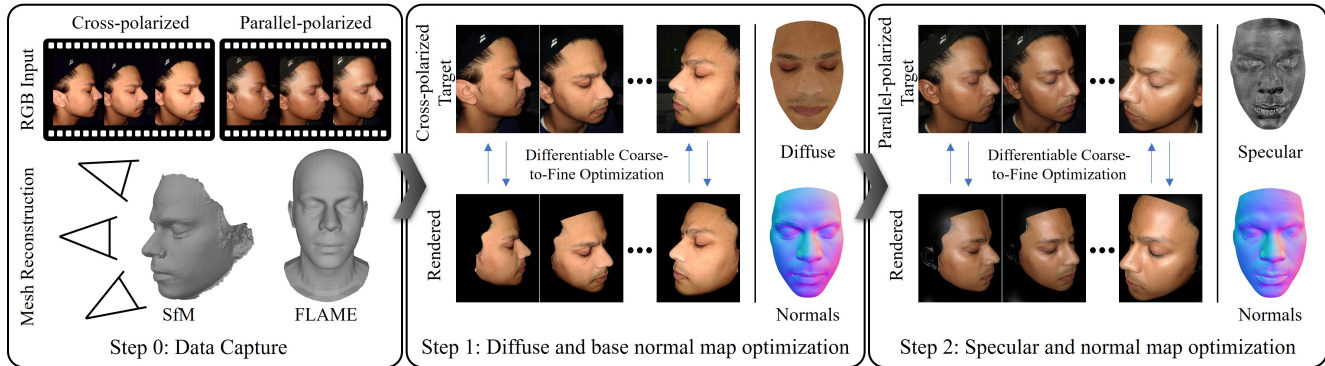 Cross-polarized
Parallel-polarized
RGB Input
Mesh Reconstruction
SfM
FLAME
Step 0: Data Capture
Cross-polarized
Target
Differentiable Coarse-
to-Fine Optimization
Rendered
Diffuse
Normals
Step 1: Diffuse and base normal map optimization
Parallel-polarized
Target
Differentiable Coarse-
to-Fine Optimization
Rendered
Specular
Normals
Step 2: Specular and normal map optimization